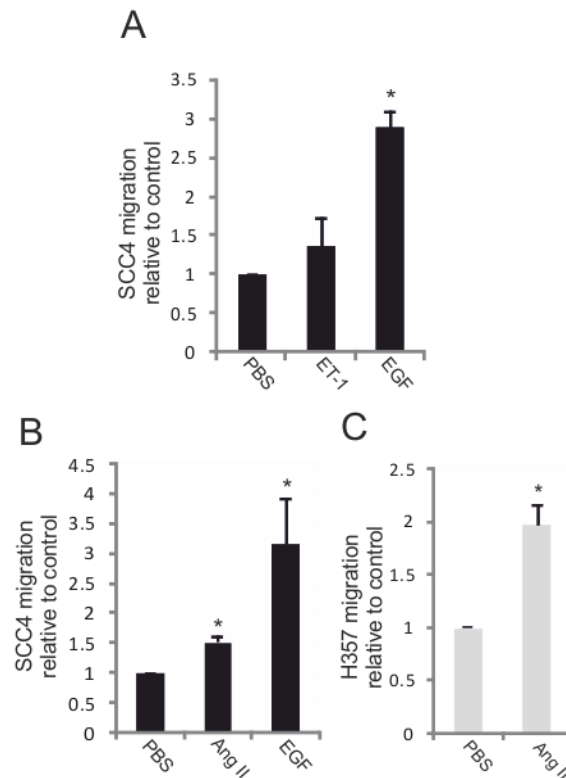 A
SCC4 migration
relative to control
3.5
*
3
2.5
2
1.5
1
0.5
0
PBS
ET-1
EGF
B
SCC4 migration
relative to control
4.5
4
*
3.5
3
2.5
2
*
1.5
1
0.5
0
PBS
Ang II
EGF
C
H357 migration
relative to control
2.5
*
2
1.5
1
0.5
0
PBS
Ang II